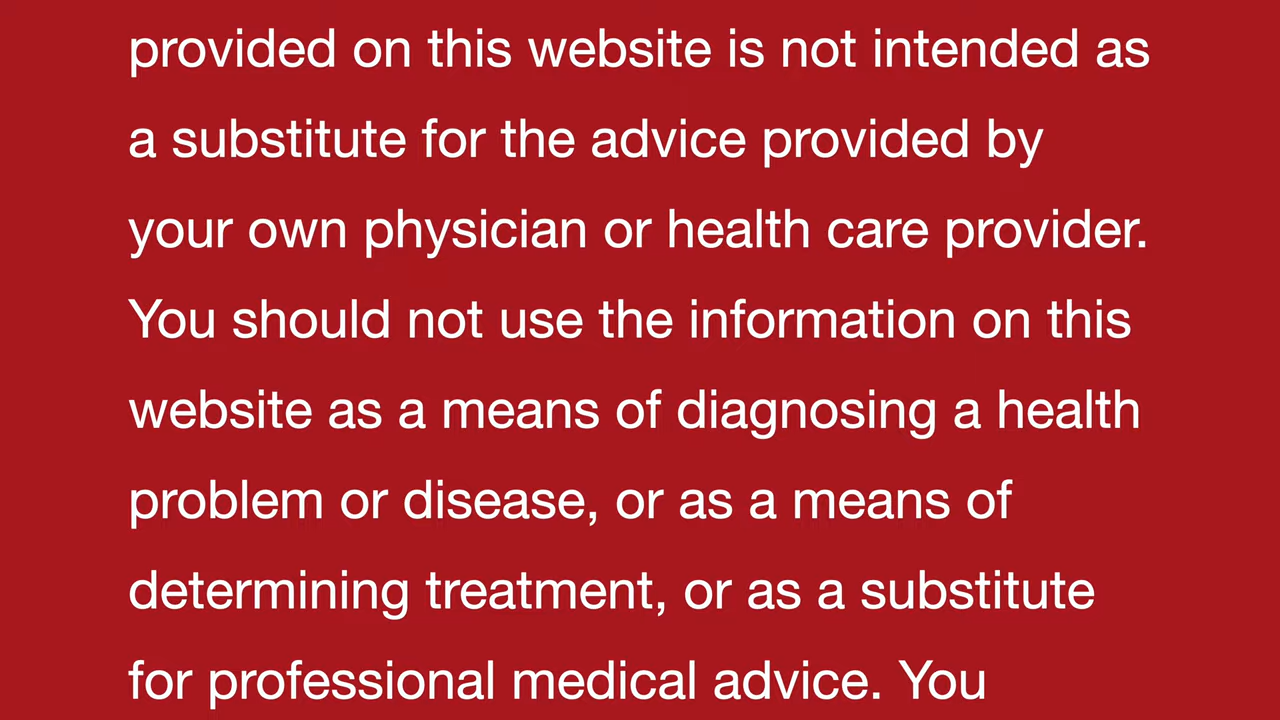 provided on this website is not intended as
a substitute for the advice provided by
your own physician or health care provider.
You should not use the information on this
website as a means of diagnosing a health
problem or disease, or as a means of
determining treatment, or as a substitute
for professional medical advice. You